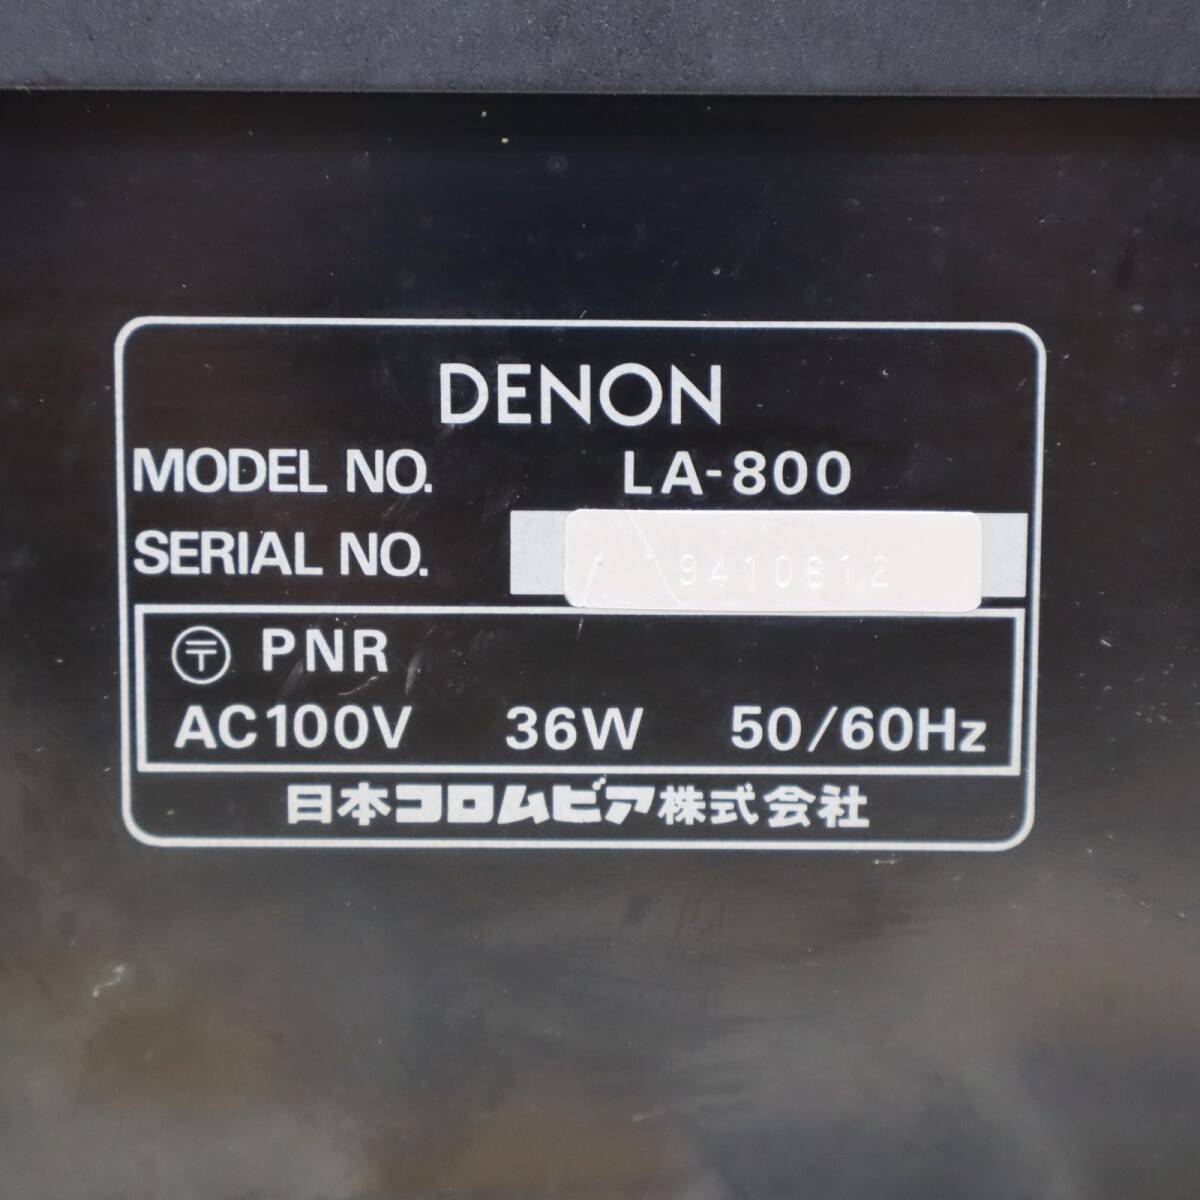 DENON
MODEL NO. LA-800
SERIAL NO. 9410812
〒 PNR
AC100V 36W 50/60Hz
日本コロムビア株式会社